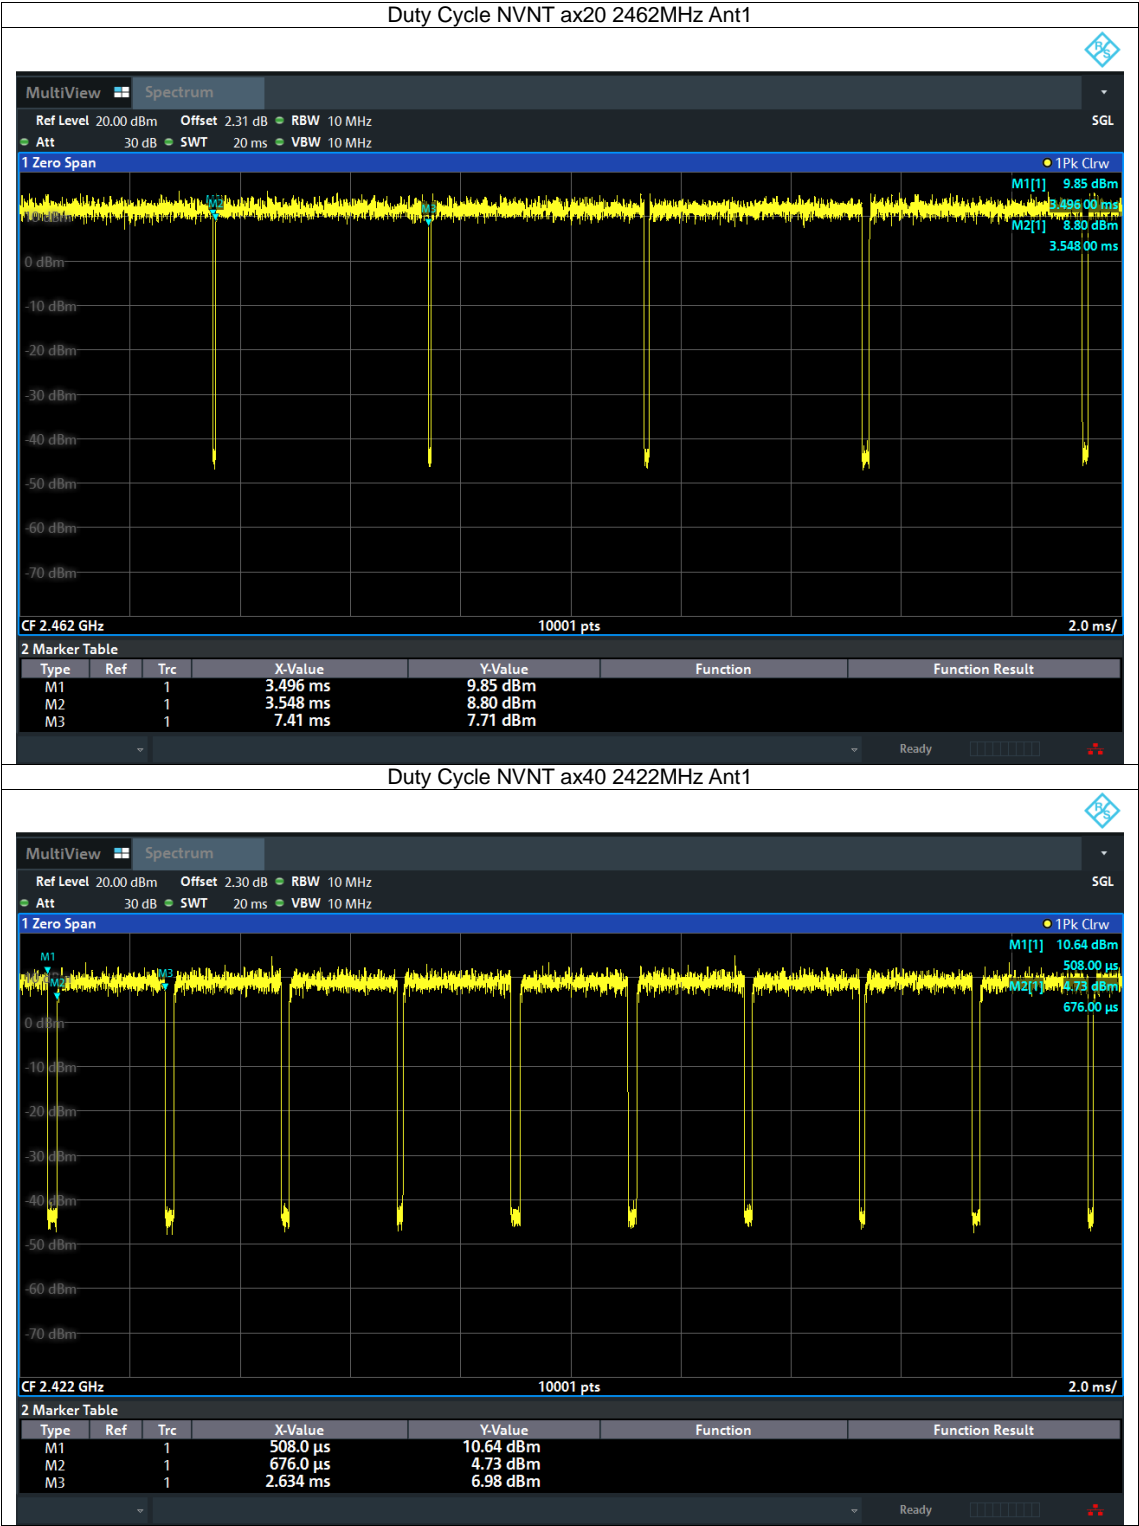 Duty Cycle NVNT ax20 2462MHz Ant1
R S
MultiView Spectrum
Ref Level 20.00 dBm Offset 2.31 dB RBW 10 MHz SGL
Att 30 dB SWT 20 ms VBW 10 MHz
1 Zero Span 1Pk Clrw
M1[1] 9.85 dBm
M2 M3 3.496 00 ms
10 dBm M2[1] 8.80 dBm
3.548 00 ms
0 dBm
-10 dBm
-20 dBm
-30 dBm
-40 dBm
-50 dBm
-60 dBm
-70 dBm
CF 2.462 GHz 10001 pts 2.0 ms/
2 Marker Table
Type Ref Trc X-Value Y-Value Function Function Result
M1 1 3.496 ms 9.85 dBm
M2 1 3.548 ms 8.80 dBm
M3 1 7.41 ms 7.71 dBm
Ready
Duty Cycle NVNT ax40 2422MHz Ant1
R S
MultiView Spectrum
Ref Level 20.00 dBm Offset 2.30 dB RBW 10 MHz SGL
Att 30 dB SWT 20 ms VBW 10 MHz
1 Zero Span 1Pk Clrw
M1[1] 10.64 dBm
M1 508.00 µs
M2 M3 M2[1] 4.73 dBm
676.00 µs
0 dBm
-10 dBm
-20 dBm
-30 dBm
-40 dBm
-50 dBm
-60 dBm
-70 dBm
CF 2.422 GHz 10001 pts 2.0 ms/
2 Marker Table
Type Ref Trc X-Value Y-Value Function Function Result
M1 1 508.0 µs 10.64 dBm
M2 1 676.0 µs 4.73 dBm
M3 1 2.634 ms 6.98 dBm
Ready